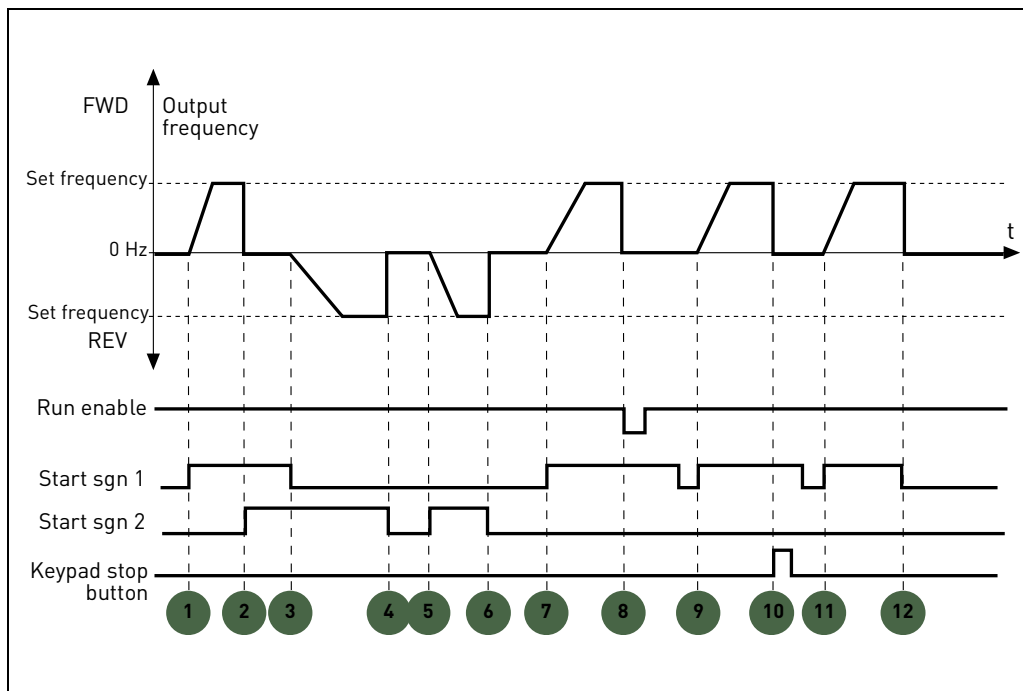 FWD
Output
frequency
Set frequency
0 Hz
t
Set frequency
REV
Run enable
Start sgn 1
Start sgn 2
Keypad stop
button
1 2 3 4 5 6 7 8 9 10 11 12